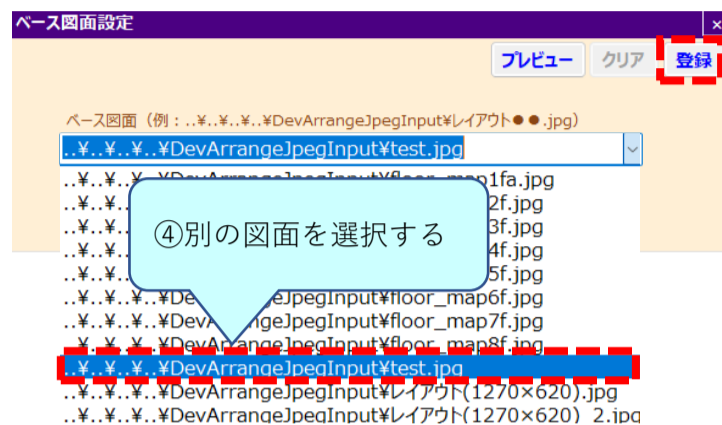 ベース図面設定
×
プレビュー クリア 登録
ベース図面（例：..¥..¥..¥..¥DevArrangeJpegInput¥レイアウト●●.jpg）
..¥..¥..¥..¥DevArrangeJpegInput¥test.jpg
..¥..¥..¥..¥DevArrangeJpegInput¥floor_map1fa.jpg
..¥..¥. 2f.jpg
..¥..¥. 3f.jpg
④別の図面を選択する
..¥..¥. 4f.jpg
..¥..¥. 5f.jpg
..¥..¥..¥..¥DevArrangeJpegInput¥floor_map6f.jpg
..¥..¥..¥..¥DevArrangeJpegInput¥floor_map7f.jpg
..¥..¥..¥..¥DevArrangeJpegInput¥floor_map8f.jpg
..¥..¥..¥..¥DevArrangeJpegInput¥test.jpg
..¥..¥..¥..¥DevArrangeJpegInput¥レイアウト(1270×620).jpg
..¥..¥..¥..¥DevArrangeJpegInput¥レイアウト(1270×620)_2.jpg